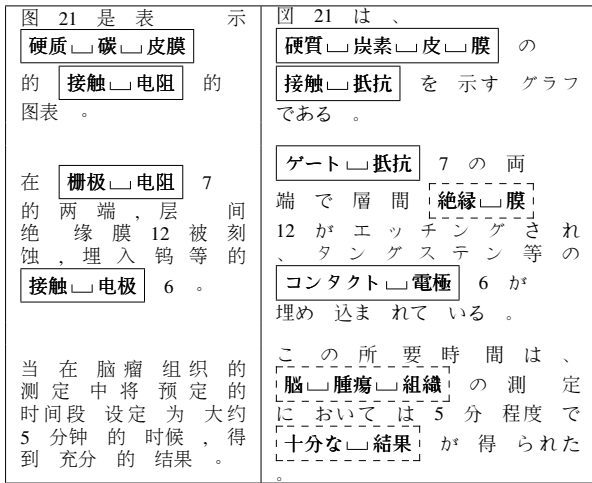 图 21 是 表 示
硬质␣碳␣皮膜
的 接触␣电阻 的
图表 。
図 21 は 、
硬質␣炭素␣皮␣膜 の
接触␣抵抗 を 示す グラフ
である 。
在 栅极␣电阻 7
的 两 端 , 层 间
绝 缘膜 12 被 刻
蚀 , 埋 入 钨 等 的
接触␣电极 6 。
ゲート␣抵抗 7 の 両
端 で 層 間 絶縁␣膜
12 が エ ッ チ ン グ さ れ
、 タ ン グ ス テ ン 等 の
コンタクト␣電極 6 が
埋め 込ま れて いる 。
当 在 脑瘤 组织 的
测定 中将 预定 的
时间段 设定 为 大约
5 分钟 的 时候 , 得
到 充分 的 结果 。
こ の 所 要 時 間 は 、
脳␣腫瘍␣組織 の 測 定
に おいて は 5 分 程度 で
十分な␣結果 が 得 られた
。